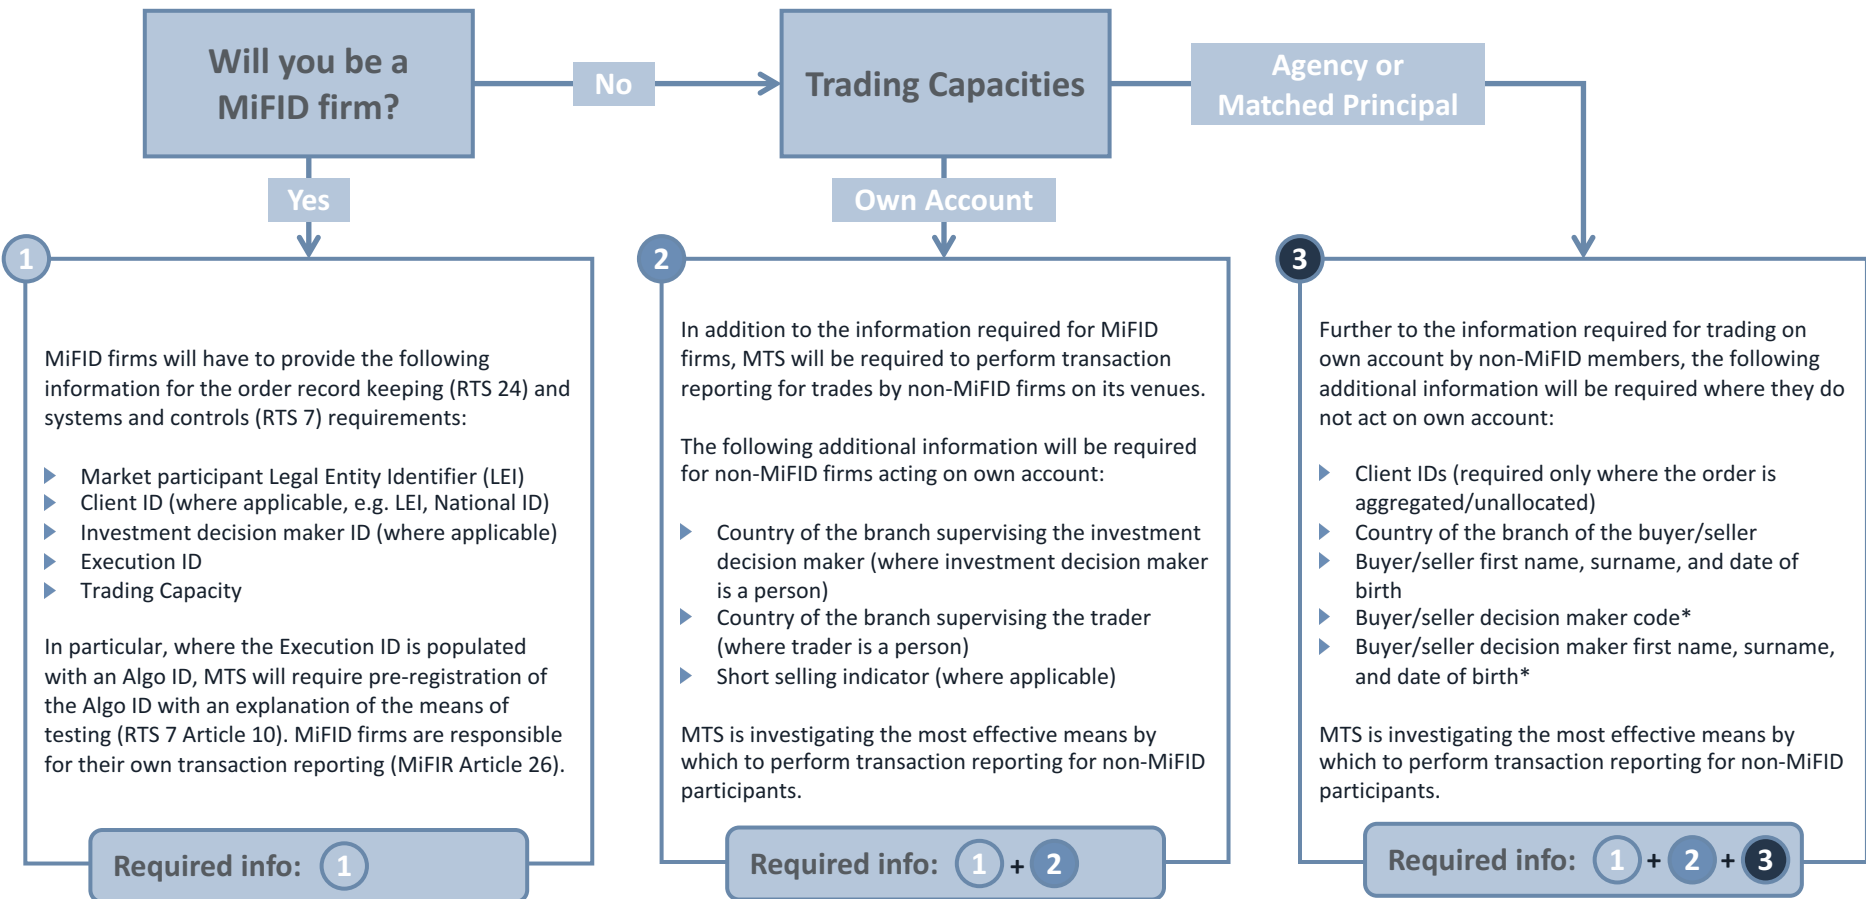 Will you be a
MiFID firm?
No
Trading Capacities
Agency or
Matched Principal
Yes
Own Account
1
MiFID firms will have to provide the following
information for the order record keeping (RTS 24) and
systems and controls (RTS 7) requirements:
Market participant Legal Entity Identifier (LEI)
Client ID (where applicable, e.g. LEI, National ID)
Investment decision maker ID (where applicable)
Execution ID
Trading Capacity
In particular, where the Execution ID is populated
with an Algo ID, MTS will require pre-registration of
the Algo ID with an explanation of the means of
testing (RTS 7 Article 10). MiFID firms are responsible
for their own transaction reporting (MiFIR Article 26).
Required info: 1
2
In addition to the information required for MiFID
firms, MTS will be required to perform transaction
reporting for trades by non-MiFID firms on its venues.
The following additional information will be required
for non-MiFID firms acting on own account:
Country of the branch supervising the investment
decision maker (where investment decision maker
is a person)
Country of the branch supervising the trader
(where trader is a person)
Short selling indicator (where applicable)
MTS is investigating the most effective means by
which to perform transaction reporting for non-MiFID
participants.
Required info: 1 + 2
3
Further to the information required for trading on
own account by non-MiFID members, the following
additional information will be required where they do
not act on own account:
Client IDs (required only where the order is
aggregated/unallocated)
Country of the branch of the buyer/seller
Buyer/seller first name, surname, and date of
birth
Buyer/seller decision maker code*
Buyer/seller decision maker first name, surname,
and date of birth*
MTS is investigating the most effective means by
which to perform transaction reporting for non-MiFID
participants.
Required info: 1 + 2 + 3